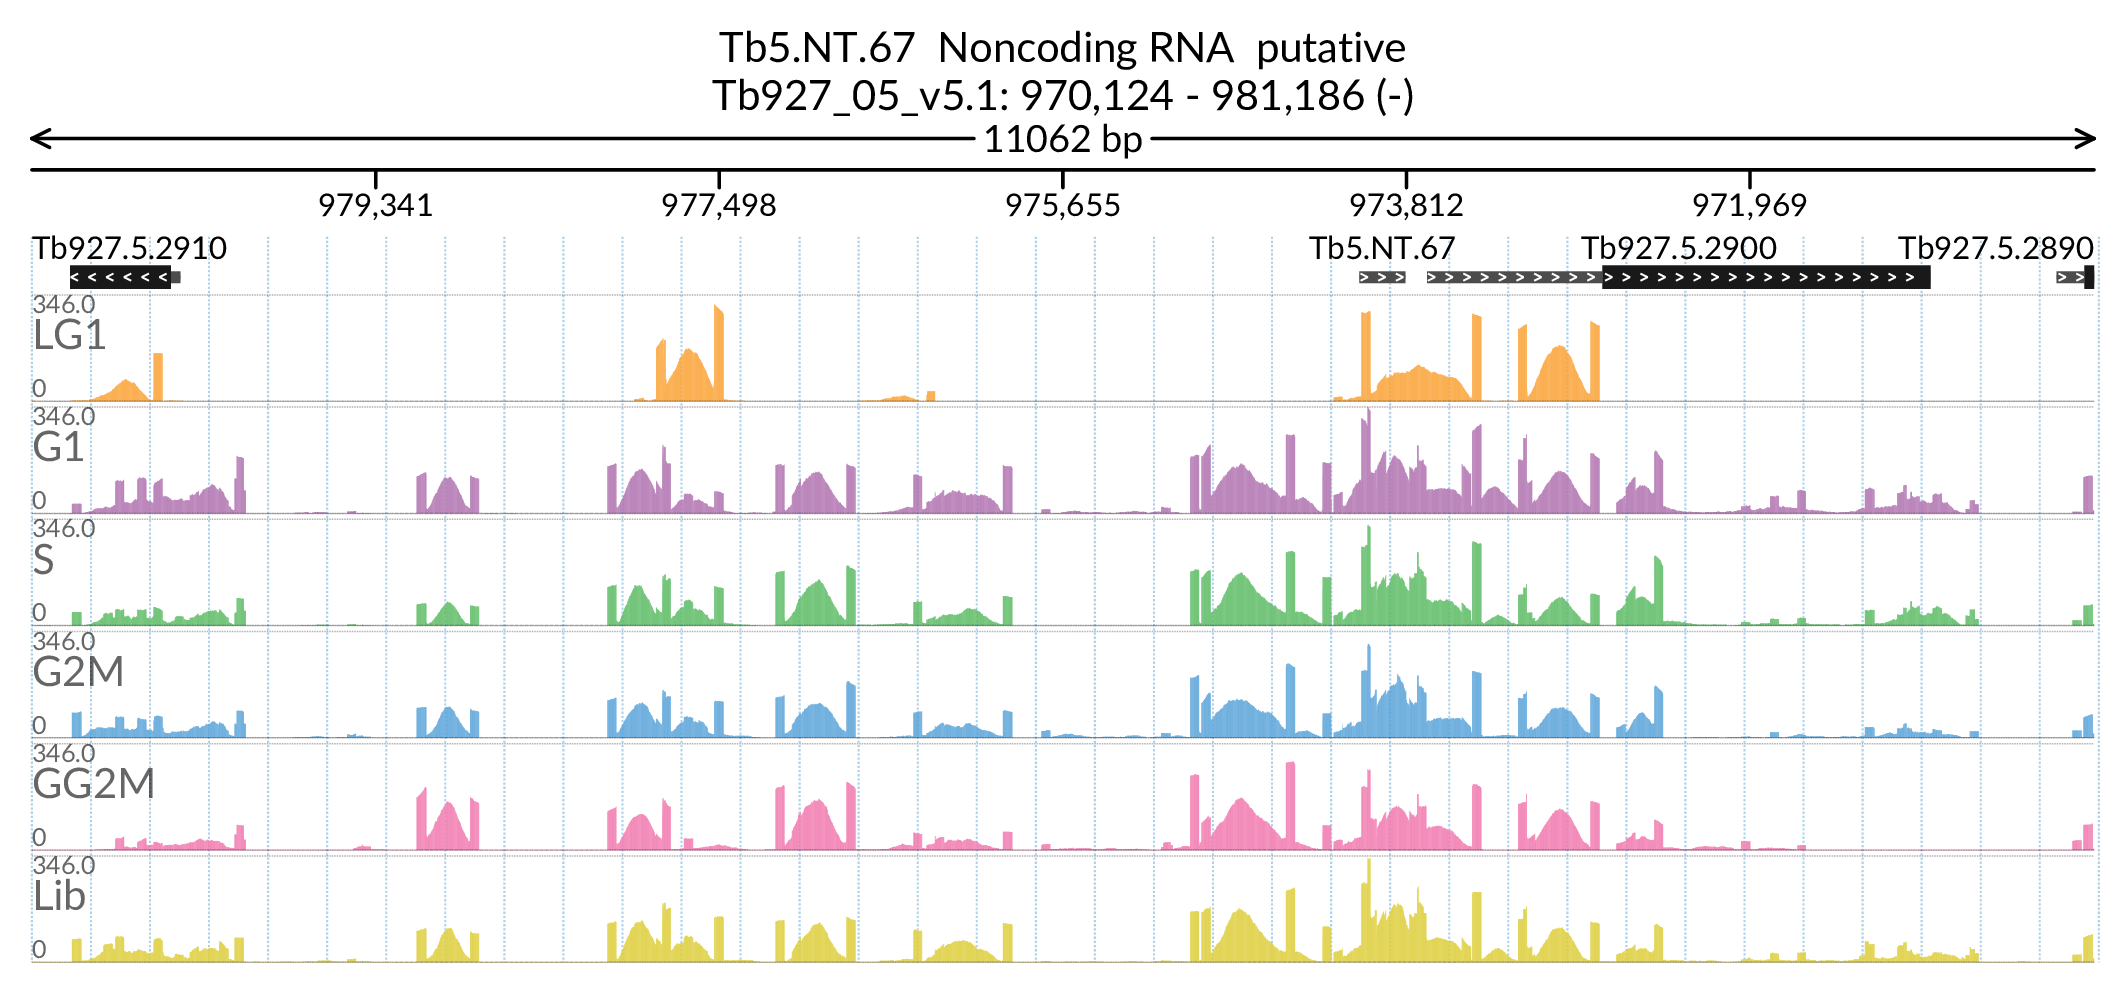 Tb5.NT.67  Noncoding RNA  putative
Tb927_05_v5.1: 970,124 - 981,186 (-)
11062 bp
979,341 977,498 975,655 973,812 971,969
Tb927.5.2910 Tb5.NT.67 Tb927.5.2900 Tb927.5.2890
346.0
LG1
0
346.0
G1
0
346.0
S
0
346.0
G2M
0
346.0
GG2M
0
346.0
Lib
0